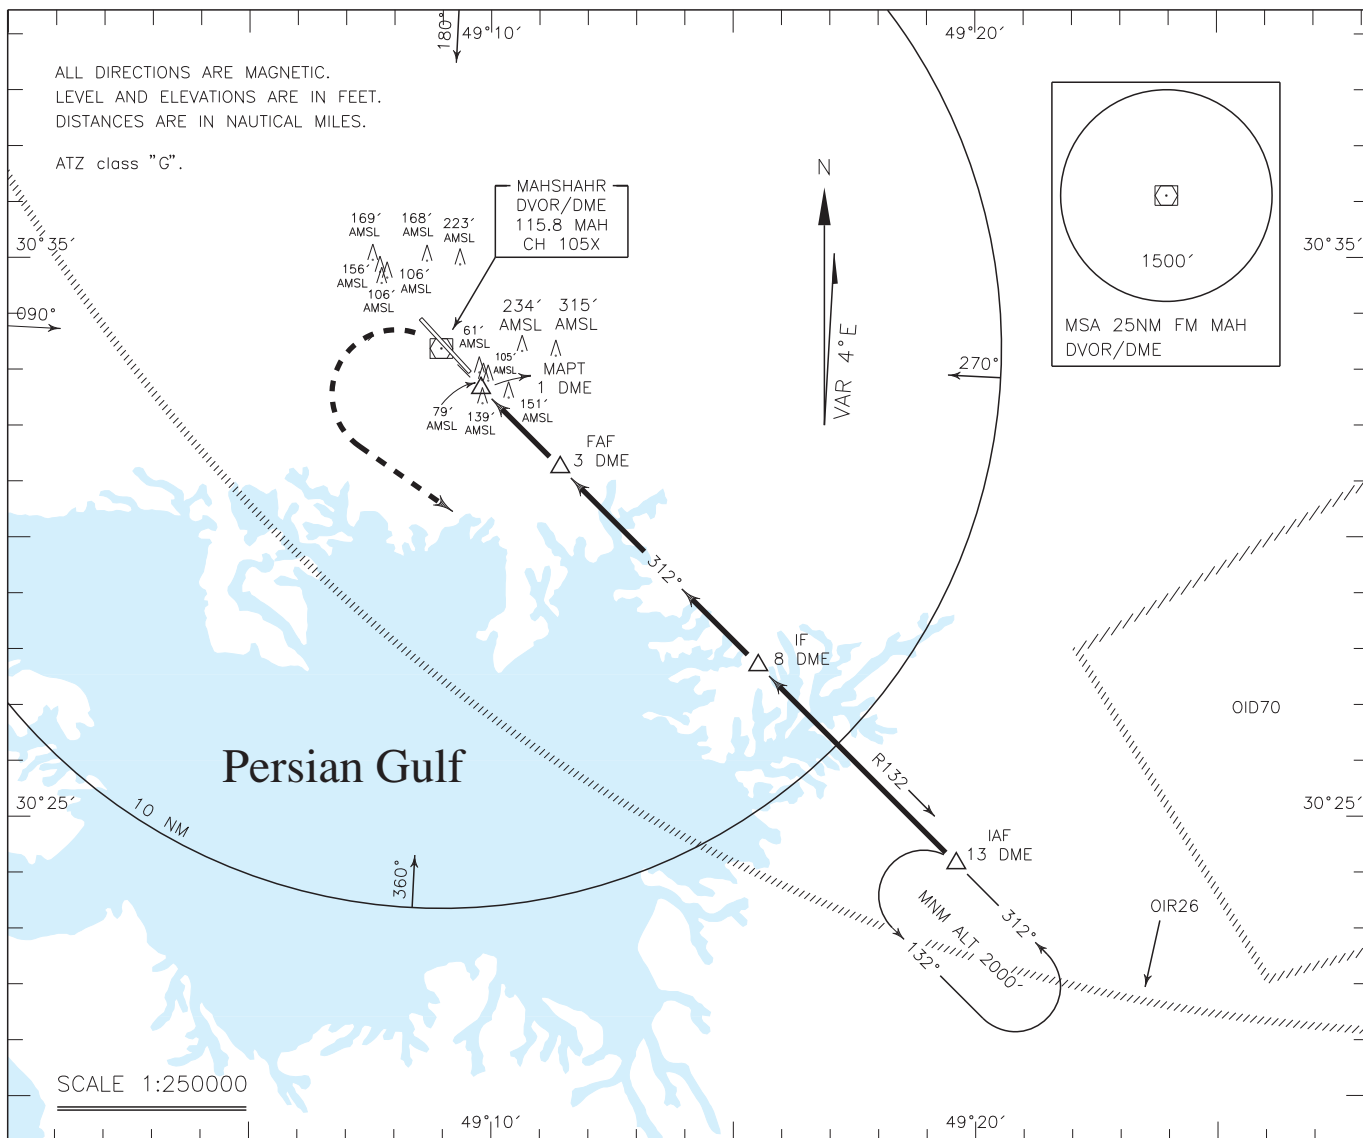 180°
49°10′
49°20′
ALL DIRECTIONS ARE MAGNETIC.
LEVEL AND ELEVATIONS ARE IN FEET.
DISTANCES ARE IN NAUTICAL MILES.
ATZ class "G".
MAHSHAHR
DVOR/DME
115.8 MAH
CH 105X
N
VAR 4°E
1500′
MSA 25NM FM MAH
DVOR/DME
169′
AMSL
168′
AMSL
223′
AMSL
30°35′
30°35′
156′
AMSL
106′
AMSL
106′
AMSL
090°
234′
AMSL
315′
AMSL
61′
AMSL
105′
AMSL
MAPT
1 DME
270°
79′
AMSL
139′
AMSL
151′
AMSL
FAF
3 DME
312°
IF
8 DME
OID70
Persian Gulf
R132
30°25′
30°25′
10 NM
IAF
13 DME
360°
MNM ALT 2000′
312°
132°
OIR26
SCALE 1:250000
49°10′
49°20′